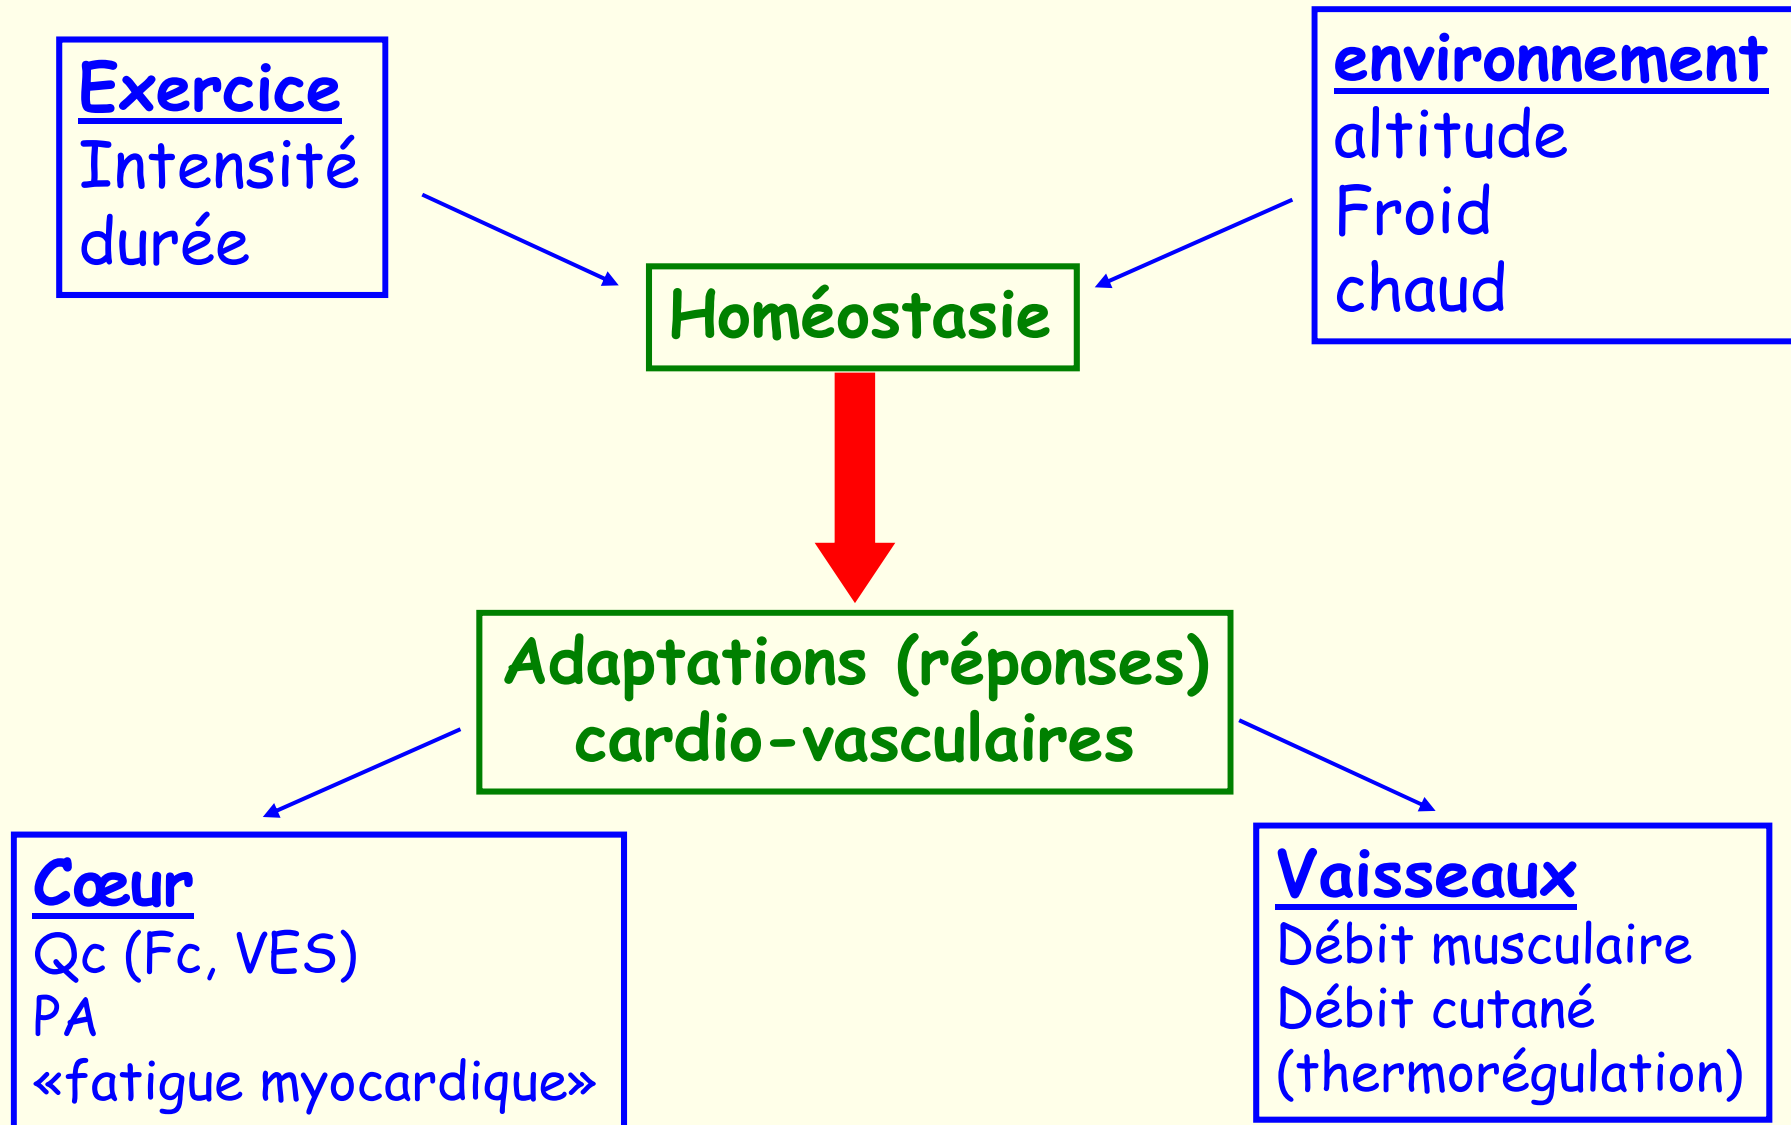 Exercice
Intensité
durée
environnement
altitude
Froid
chaud
Homéostasie
Adaptations (réponses)
cardio-vasculaires
Cœur
Qc (Fc, VES)
PA
«fatigue myocardique»
Vaisseaux
Débit musculaire
Débit cutané
(thermorégulation)